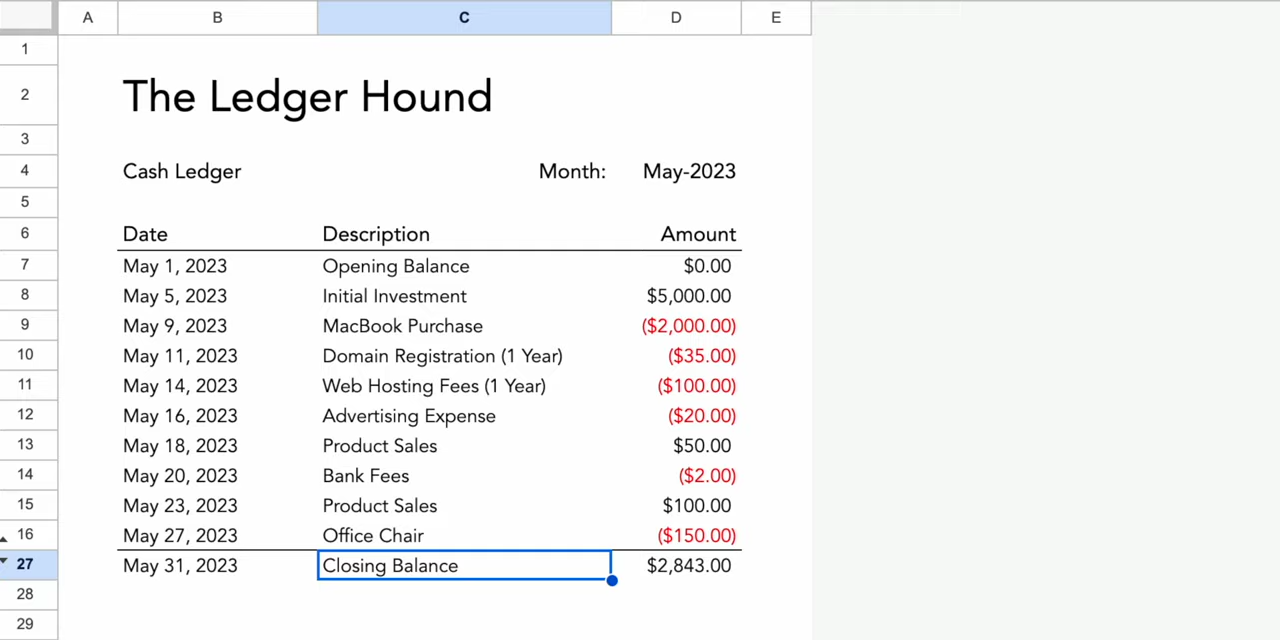 A B C D E
1
2 The Ledger Hound
3
4 Cash Ledger Month: May-2023
5
6 Date Description Amount
7 May 1, 2023 Opening Balance $0.00
8 May 5, 2023 Initial Investment $5,000.00
9 May 9, 2023 MacBook Purchase ($2,000.00)
10 May 11, 2023 Domain Registration (1 Year) ($35.00)
11 May 14, 2023 Web Hosting Fees (1 Year) ($100.00)
12 May 16, 2023 Advertising Expense ($20.00)
13 May 18, 2023 Product Sales $50.00
14 May 20, 2023 Bank Fees ($2.00)
15 May 23, 2023 Product Sales $100.00
16 May 27, 2023 Office Chair ($150.00)
27 May 31, 2023 Closing Balance $2,843.00
28
29